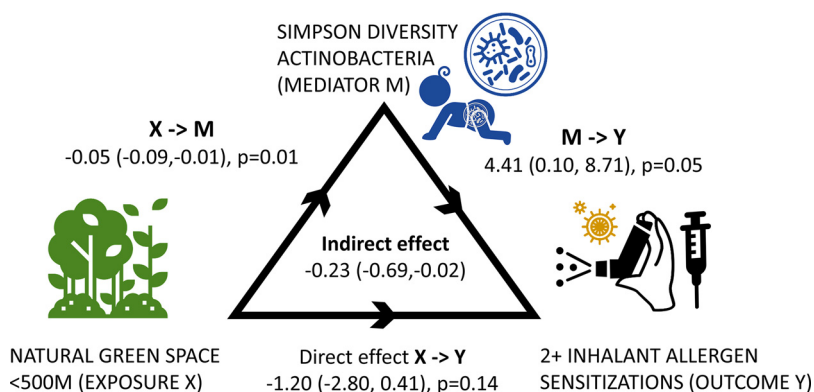 SIMPSON DIVERSITY
ACTINOBACTERIA
(MEDIATOR M)
X -> M
-0.05 (-0.09,-0.01), p=0.01
M -> Y
4.41 (0.10, 8.71), p=0.05
Indirect effect
-0.23 (-0.69,-0.02)
NATURAL GREEN SPACE
<500M (EXPOSURE X)
Direct effect X -> Y
-1.20 (-2.80, 0.41), p=0.14
2+ INHALANT ALLERGEN
SENSITIZATIONS (OUTCOME Y)